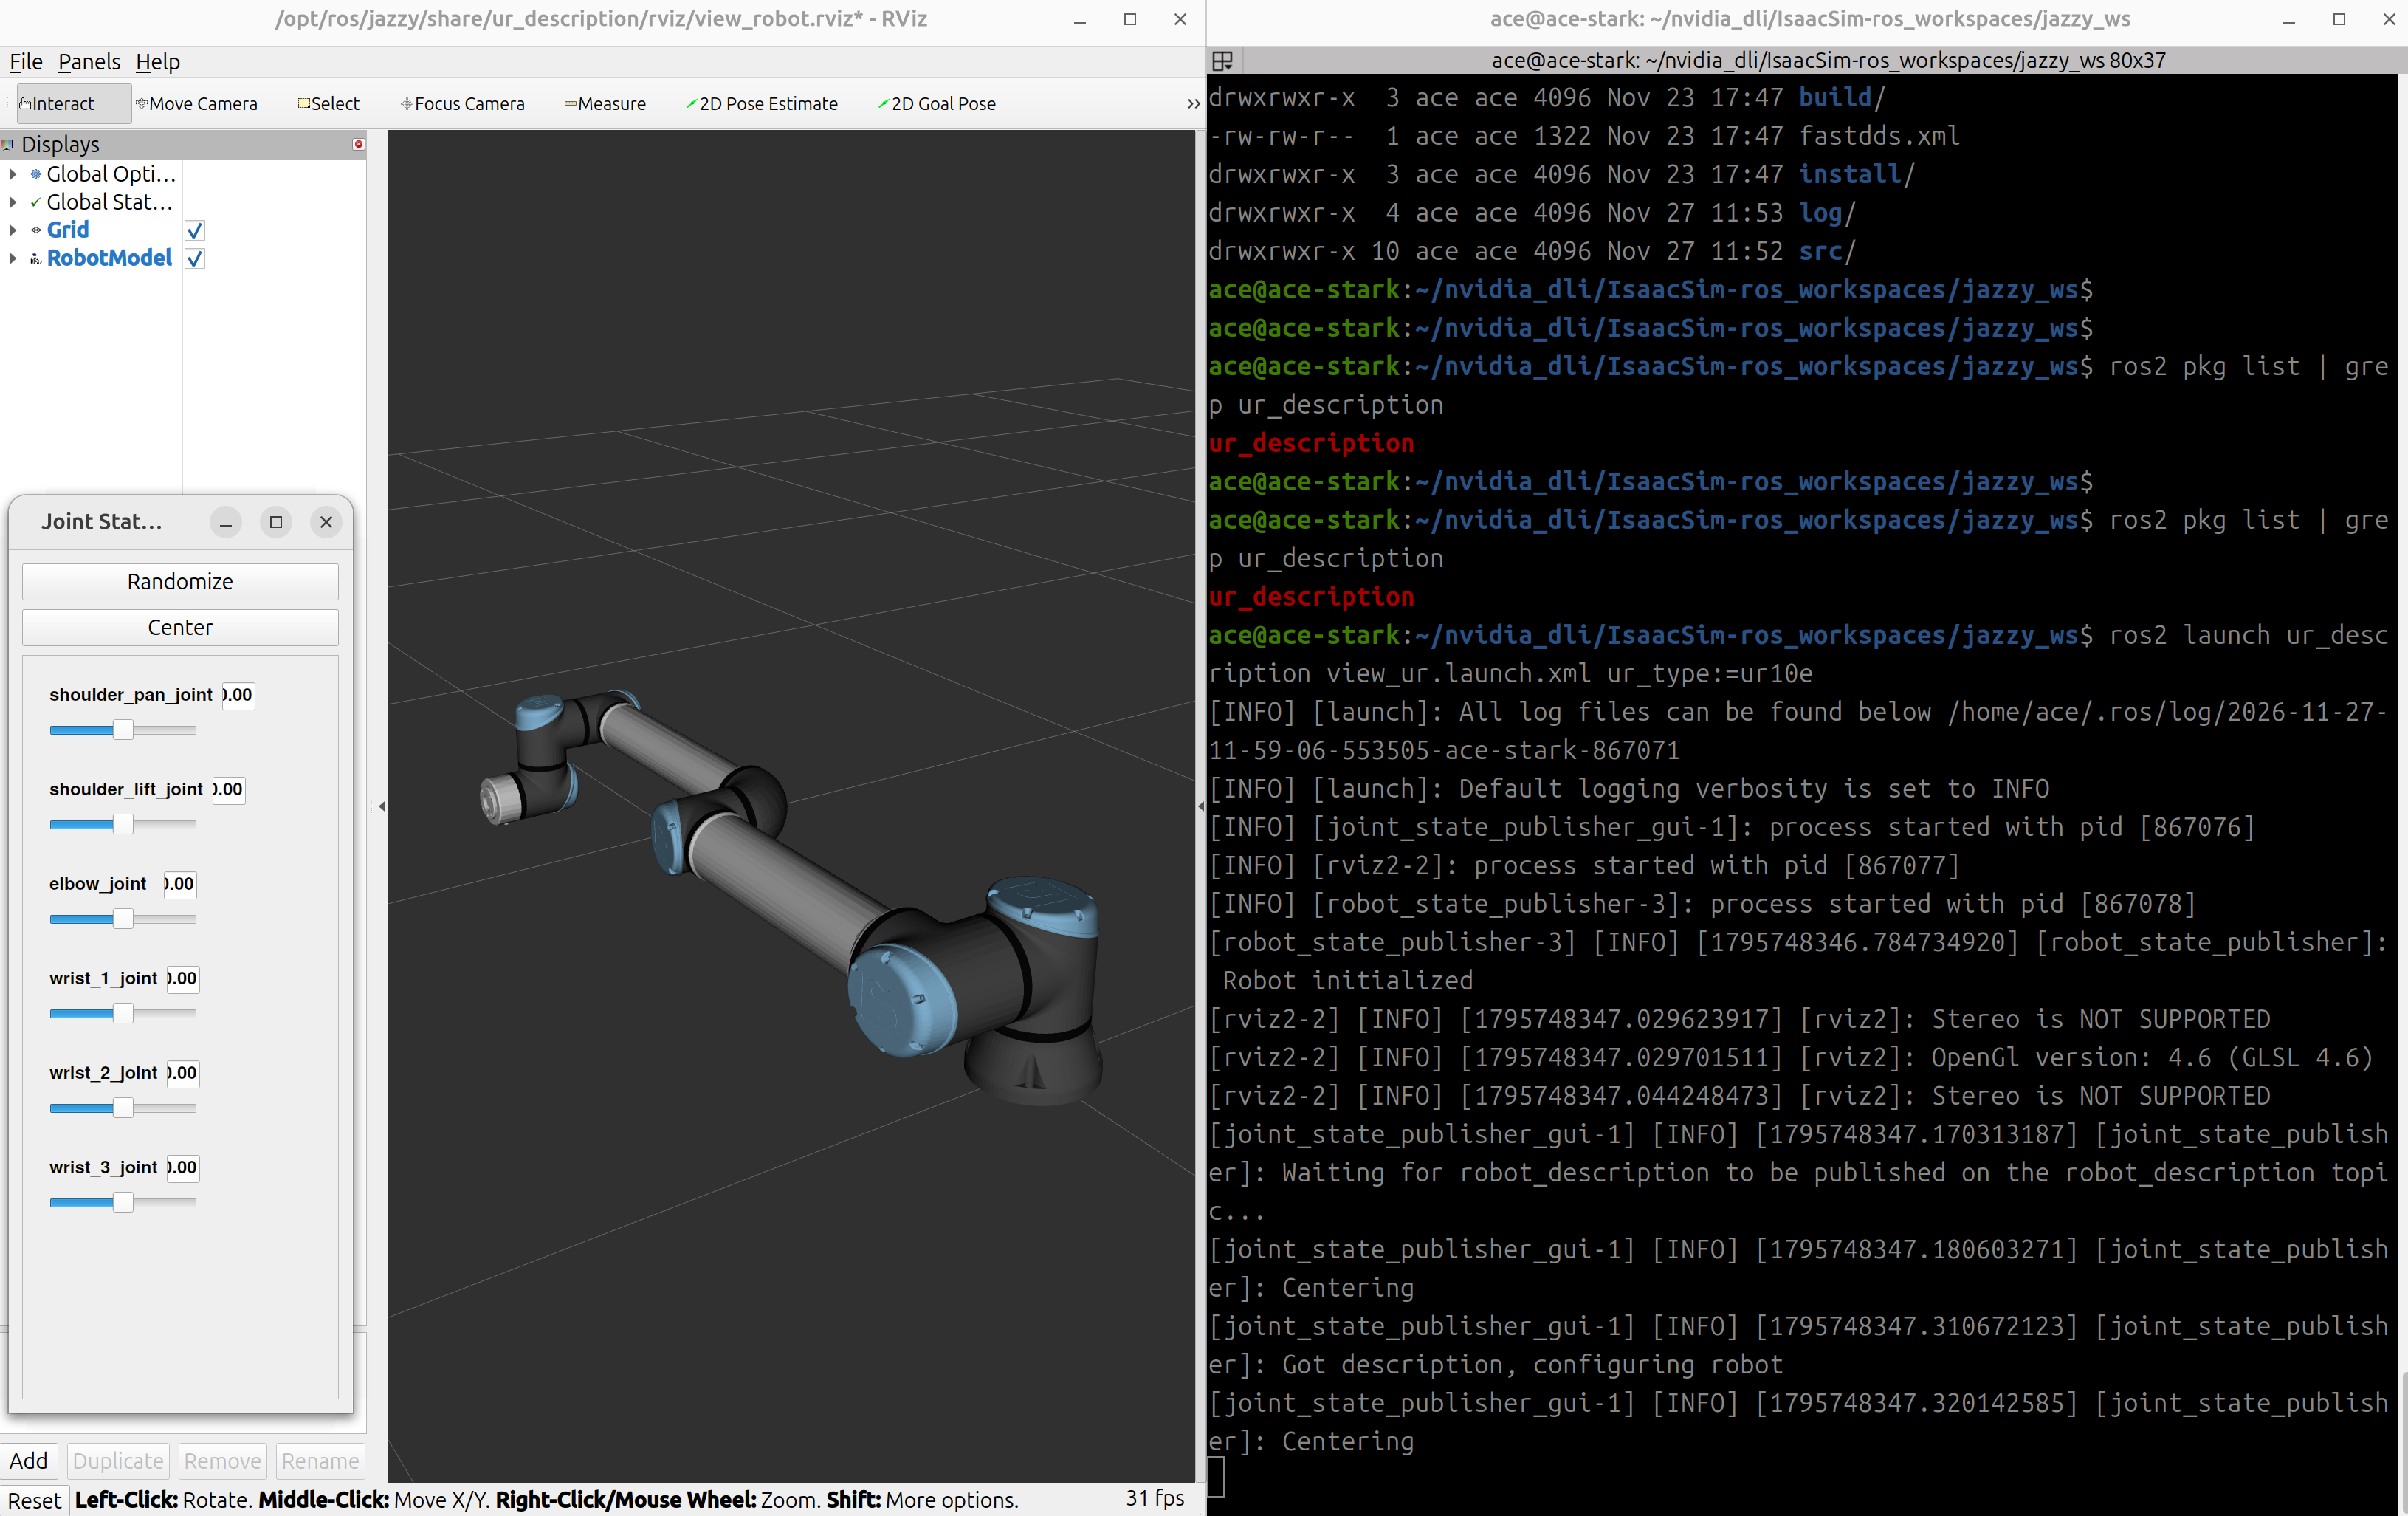 /opt/ros/jazzy/share/ur_description/rviz/view_robot.rviz* - RViz
File Panels Help
Interact Move Camera Select Focus Camera Measure 2D Pose Estimate 2D Goal Pose »
Displays
Global Opti...
Global Stat...
Grid
RobotModel
Joint Stat...
Randomize
Center
shoulder_pan_joint 0.00
shoulder_lift_joint 0.00
elbow_joint 0.00
wrist_1_joint 0.00
wrist_2_joint 0.00
wrist_3_joint 0.00
Add Duplicate Remove Rename
Reset Left-Click: Rotate. Middle-Click: Move X/Y. Right-Click/Mouse Wheel: Zoom. Shift: More options. 31 fps
ace@ace-stark: ~/nvidia_dli/IsaacSim-ros_workspaces/jazzy_ws
ace@ace-stark: ~/nvidia_dli/IsaacSim-ros_workspaces/jazzy_ws 80x37
drwxrwxr-x  3 ace ace 4096 Nov 23 17:47 build/
-rw-rw-r--  1 ace ace 1322 Nov 23 17:47 fastdds.xml
drwxrwxr-x  3 ace ace 4096 Nov 23 17:47 install/
drwxrwxr-x  4 ace ace 4096 Nov 27 11:53 log/
drwxrwxr-x 10 ace ace 4096 Nov 27 11:52 src/
ace@ace-stark:~/nvidia_dli/IsaacSim-ros_workspaces/jazzy_ws$
ace@ace-stark:~/nvidia_dli/IsaacSim-ros_workspaces/jazzy_ws$
ace@ace-stark:~/nvidia_dli/IsaacSim-ros_workspaces/jazzy_ws$ ros2 pkg list | gre
p ur_description
ur_description
ace@ace-stark:~/nvidia_dli/IsaacSim-ros_workspaces/jazzy_ws$
ace@ace-stark:~/nvidia_dli/IsaacSim-ros_workspaces/jazzy_ws$ ros2 pkg list | gre
p ur_description
ur_description
ace@ace-stark:~/nvidia_dli/IsaacSim-ros_workspaces/jazzy_ws$ ros2 launch ur_desc
ription view_ur.launch.xml ur_type:=ur10e
[INFO] [launch]: All log files can be found below /home/ace/.ros/log/2026-11-27-
11-59-06-553505-ace-stark-867071
[INFO] [launch]: Default logging verbosity is set to INFO
[INFO] [joint_state_publisher_gui-1]: process started with pid [867076]
[INFO] [rviz2-2]: process started with pid [867077]
[INFO] [robot_state_publisher-3]: process started with pid [867078]
[robot_state_publisher-3] [INFO] [1795748346.784734920] [robot_state_publisher]:
 Robot initialized
[rviz2-2] [INFO] [1795748347.029623917] [rviz2]: Stereo is NOT SUPPORTED
[rviz2-2] [INFO] [1795748347.029701511] [rviz2]: OpenGl version: 4.6 (GLSL 4.6)
[rviz2-2] [INFO] [1795748347.044248473] [rviz2]: Stereo is NOT SUPPORTED
[joint_state_publisher_gui-1] [INFO] [1795748347.170313187] [joint_state_publish
er]: Waiting for robot_description to be published on the robot_description topi
c...
[joint_state_publisher_gui-1] [INFO] [1795748347.180603271] [joint_state_publish
er]: Centering
[joint_state_publisher_gui-1] [INFO] [1795748347.310672123] [joint_state_publish
er]: Got description, configuring robot
[joint_state_publisher_gui-1] [INFO] [1795748347.320142585] [joint_state_publish
er]: Centering